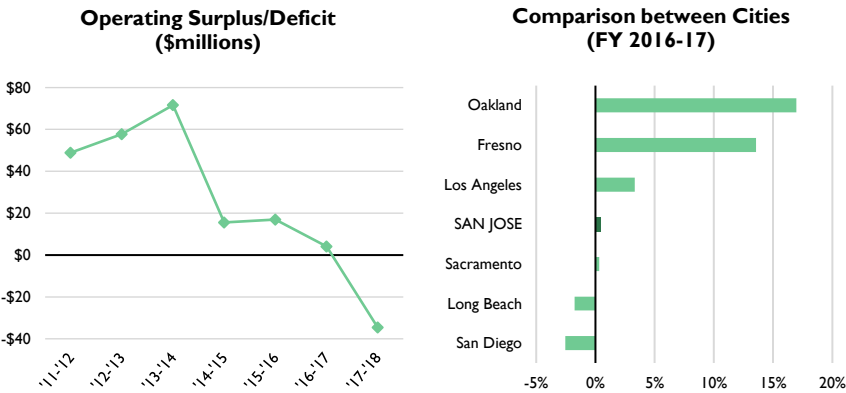 Operating Surplus/Deficit
($millions)
$80
$60
$40
$20
$0
-$20
-$40
'11-'12
'12-'13
'13-'14
'14-'15
'15-'16
'16-'17
'17-'18
Comparison between Cities
(FY 2016-17)
Oakland
Fresno
Los Angeles
SAN JOSE
Sacramento
Long Beach
San Diego
-5%
0%
5%
10%
15%
20%